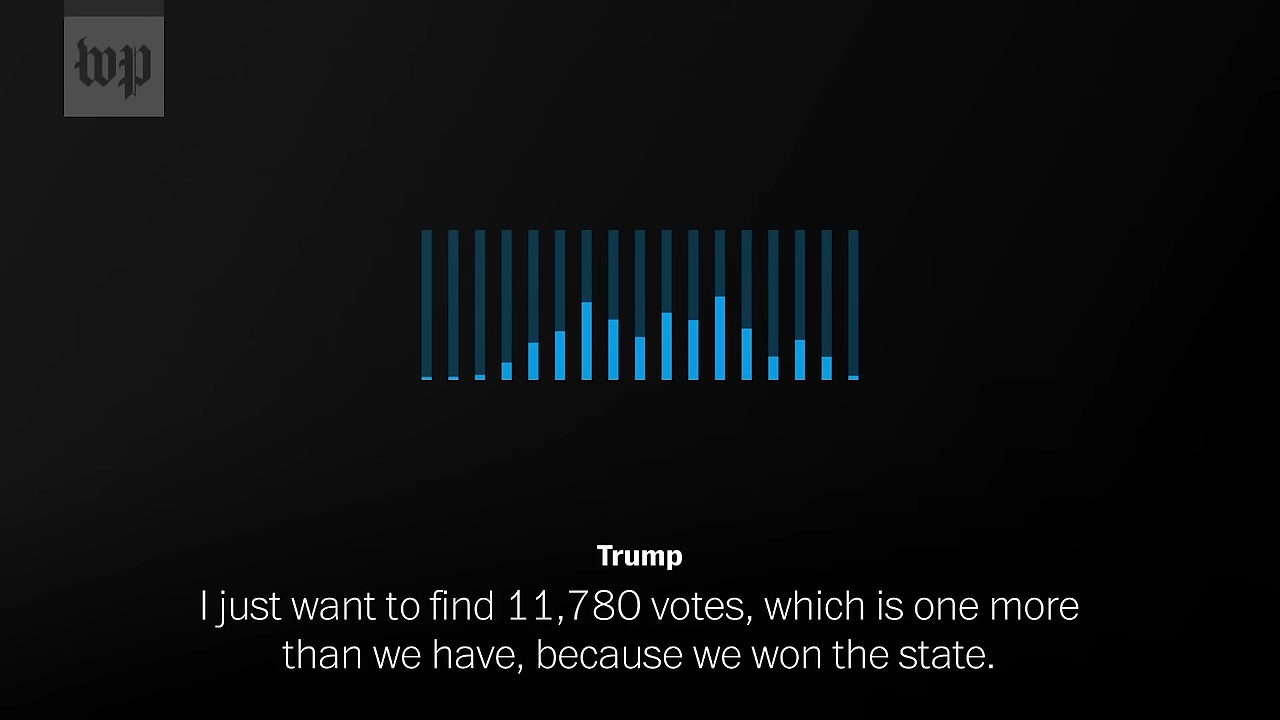 wp
Trump
I just want to find 11,780 votes, which is one more
than we have, because we won the state.